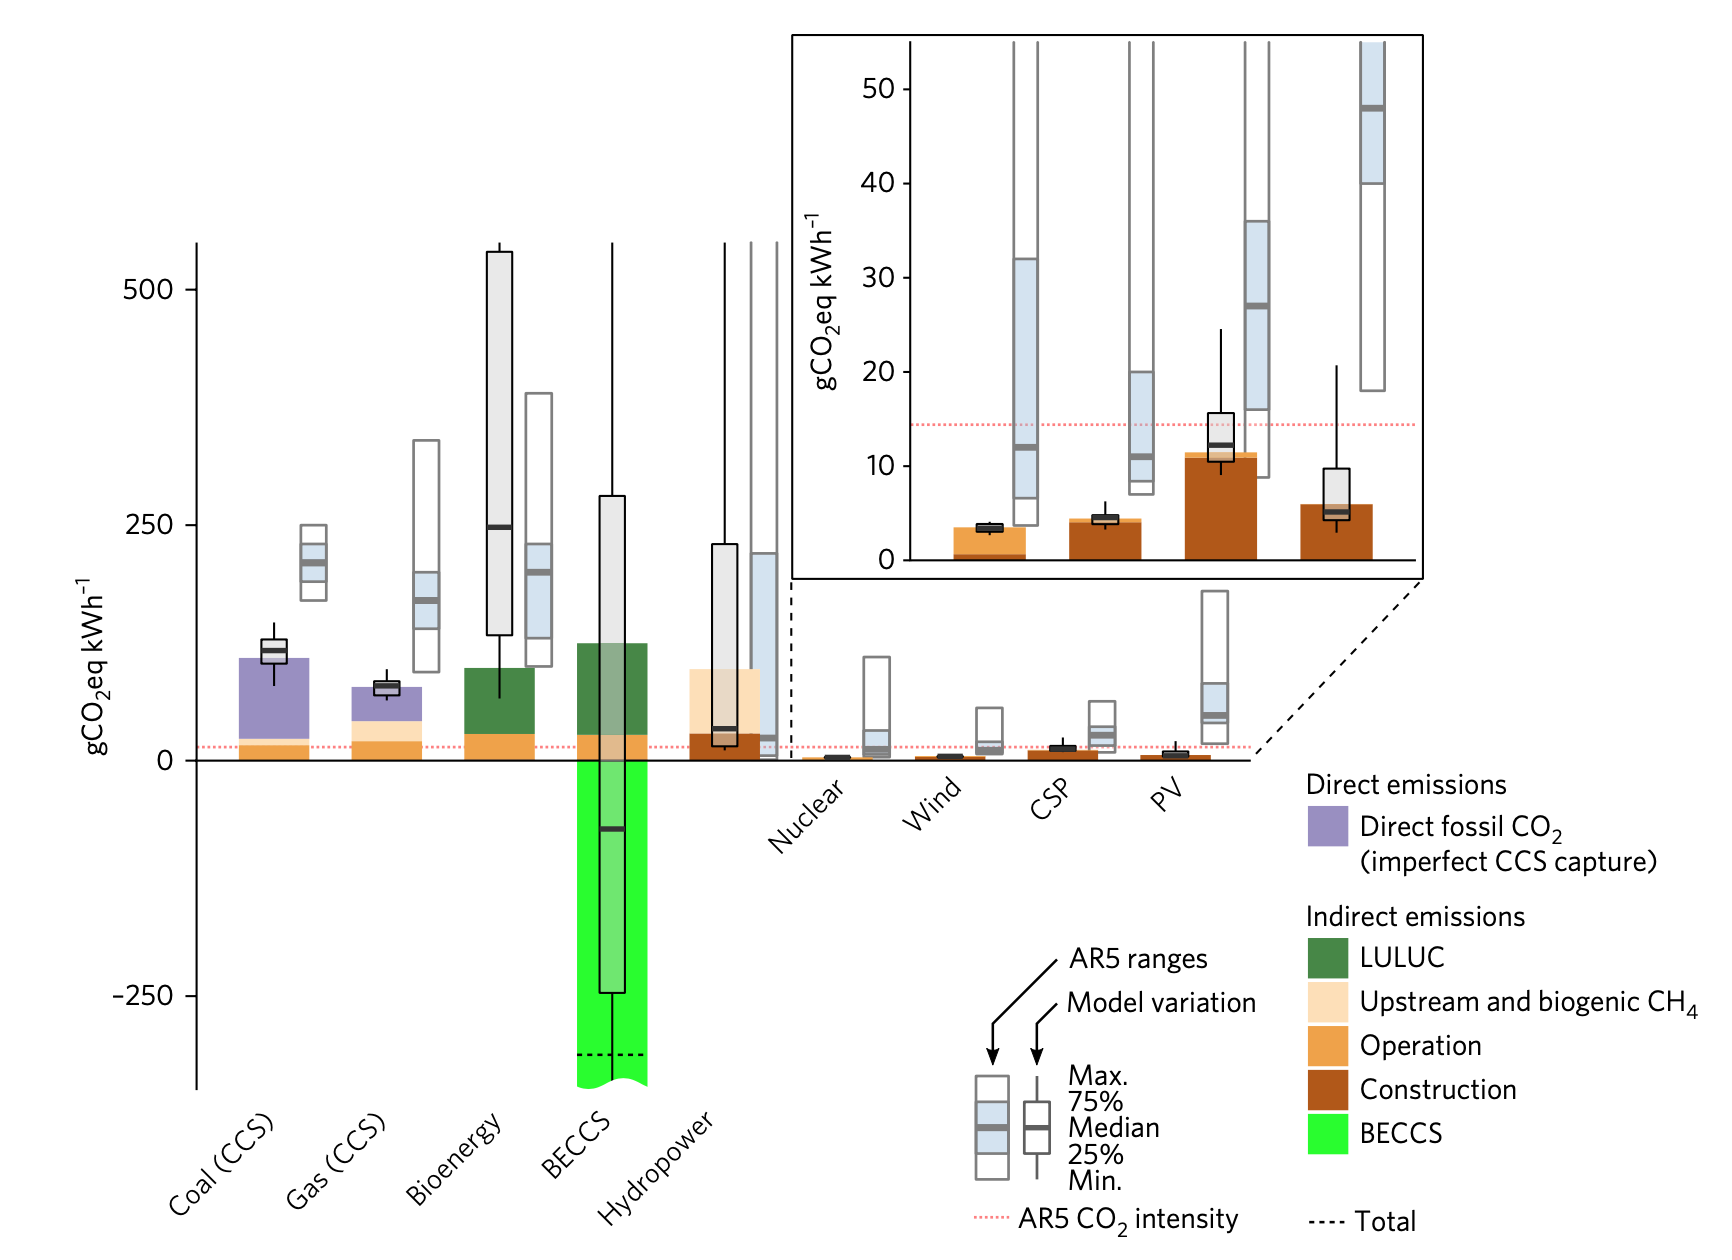 50
40
30
20
10
0
gCO₂eq kWh⁻¹
500
250
0
-250
gCO₂eq kWh⁻¹
Nuclear
Wind
CSP
PV
Coal (CCS)
Gas (CCS)
Bioenergy
BECCS
Hydropower
Direct emissions
Direct fossil CO₂
(imperfect CCS capture)
Indirect emissions
LULUC
Upstream and biogenic CH₄
Operation
Construction
BECCS
AR5 ranges
Model variation
Max.
75%
Median
25%
Min.
AR5 CO₂ intensity
Total